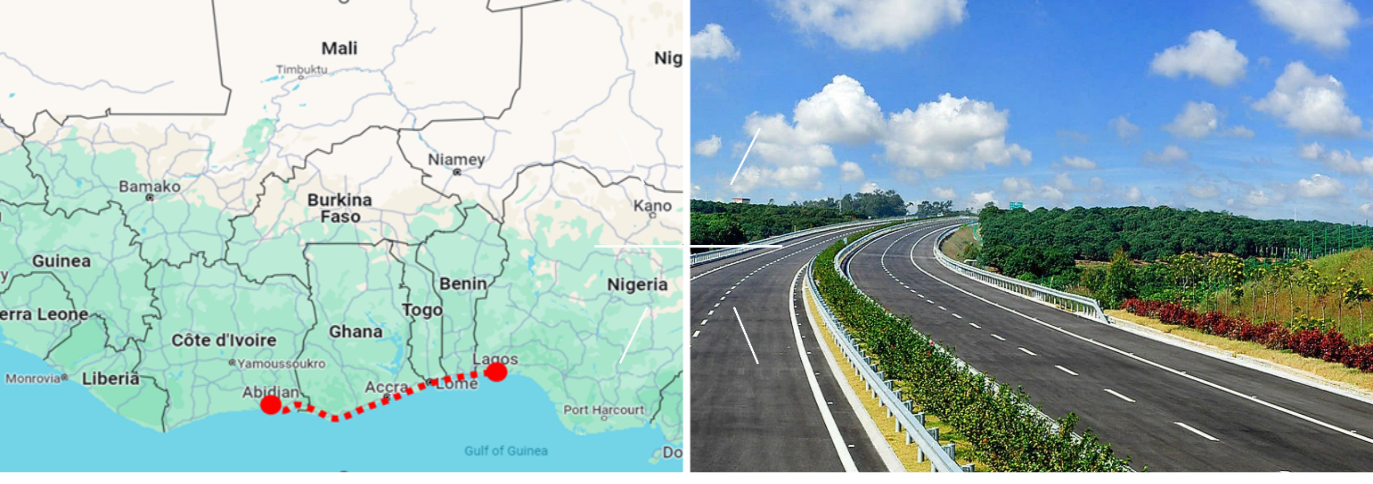 Mali
Timbuktu
Nig
Niamey
Bamako
Burkina
Faso
Kano
Guinea
Benin
Nigeria
Togo
erra Leone
Ghana
Côte d'Ivoire
Lagos
Yamoussoukro
Monrovia
Liberia
Abidjan
Accra
Lomé
Port Harcourt
Gulf of Guinea
Do